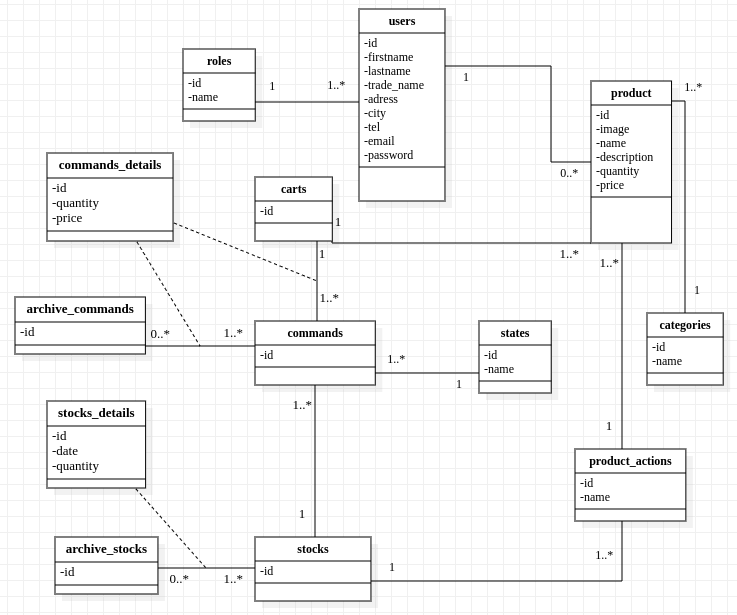 users
-id
-firstname
-lastname
-trade_name
-adress
-city
-tel
-email
-password
roles
-id
-name
1
1..*
1
0..*
product
-id
-image
-name
-description
-quantity
-price
1..*
commands_details
-id
-quantity
-price
carts
-id
1
1
1..*
1..*
1..*
1
archive_commands
-id
0..*
1..*
commands
-id
states
-id
-name
1..*
1
categories
-id
-name
stocks_details
-id
-date
-quantity
1..*
1
1
product_actions
-id
-name
archive_stocks
-id
0..*
1..*
stocks
-id
1
1..*